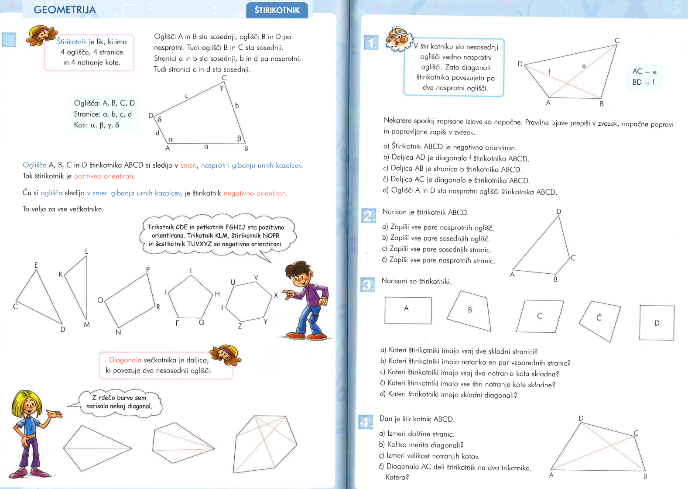 GEOMETRIJA
ŠTIRIKOTNIK
Štirikotnik je lik, ki ima
4 oglišča, 4 stranice
in 4 notranje kote.
Oglišči A in B sta sosednji, oglišči B in D pa
nasprotni. Tudi oglišči B in C sta sosednji.
Stranici a in b sta sosednji, b in d pa nasprotni.
Tudi stranici c in d sta sosednji.
Oglišča: A, B, C, D
Stranice: a, b, c, d
Koti: α, β, γ, δ
C
γ
c
b
D
δ
d
α
β
A
a
B
Oglišča A, B, C in D štirikotnika ABCD si sledijo v smeri, nasprotni gibanju urnih kazalcev.
Tak štirikotnik je pozitivno orientiran.
Če si oglišča sledijo v smeri gibanja urnih kazalcev, je štirikotnik negativno orientiran.
To velja za vse večkotnike.
Trikotnik CDE in petkotnik FGHIJ sta pozitivno
orientirana. Trikotnik KLM, štirikotnik NOPR
in šestkotnik TUVXYZ so negativno orientirani.
E
C
D
L
K
M
P
O
R
N
I
J
H
F
G
U
V
X
T
Z
Y
Diagonala večkotnika je daljica,
ki povezuje dve nesosednji oglišči.
Z rdečo barvo sem
narisala nekaj diagonal.
1.
V štirikotniku sta nesosednji
oglišči vedno nasprotni
oglišči. Zato diagonali
štirikotnika povezujeta po
dve nasprotni oglišči.
C
D
f
e
A
B
AC = e
BD = f
Nekatere spodaj zapisane izjave so napačne. Pravilne izjave prepiši v zvezek, napačne popravi
in popravljene zapiši v zvezek.
a) Štirikotnik ABCD je negativno orientiran.
b) Daljica AD je diagonala f štirikotnika ABCD.
c) Daljica AB je stranica b štirikotnika ABCD.
č) Daljica AC je diagonala e štirikotnika ABCD.
d) Oglišči A in D sta nasprotni oglišči štirikotnika ABCD.
2.
Narisan je štirikotnik ABCD.
a) Zapiši vse pare nasprotnih oglišč.
b) Zapiši vse pare sosednjih oglišč.
c) Zapiši vse pare sosednjih stranic.
č) Zapiši vse pare nasprotnih stranic.
D
C
A
B
3.
Narisani so štirikotniki.
A
B
C
Č
D
a) Kateri štirikotniki imajo vsaj dve skladni stranici?
b) Kateri štirikotniki imajo natanko en par vzporednih stranic?
c) Kateri štirikotniki imajo vsaj dva notranja kota skladna?
č) Kateri štirikotniki imajo vse štiri notranje kote skladne?
d) Kateri štirikotniki imajo skladni diagonali?
4.
Dan je štirikotnik ABCD.
a) Izmeri dolžine stranic.
b) Koliko merita diagonali?
c) Izmeri velikost notranjih kotov.
č) Diagonala AC deli štirikotnik na dva trikotnika.
Katera?
D
C
A
B